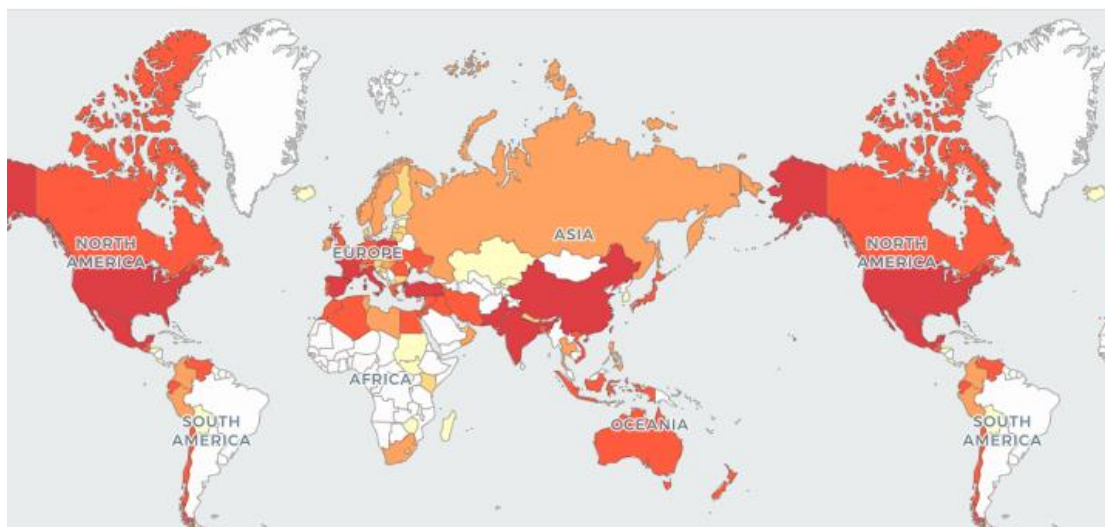 NORTH
AMERICA
EUROPE
ASIA
NORTH
AMERICA
AFRICA
SOUTH
AMERICA
OCEANIA
SOUTH
AMERICA